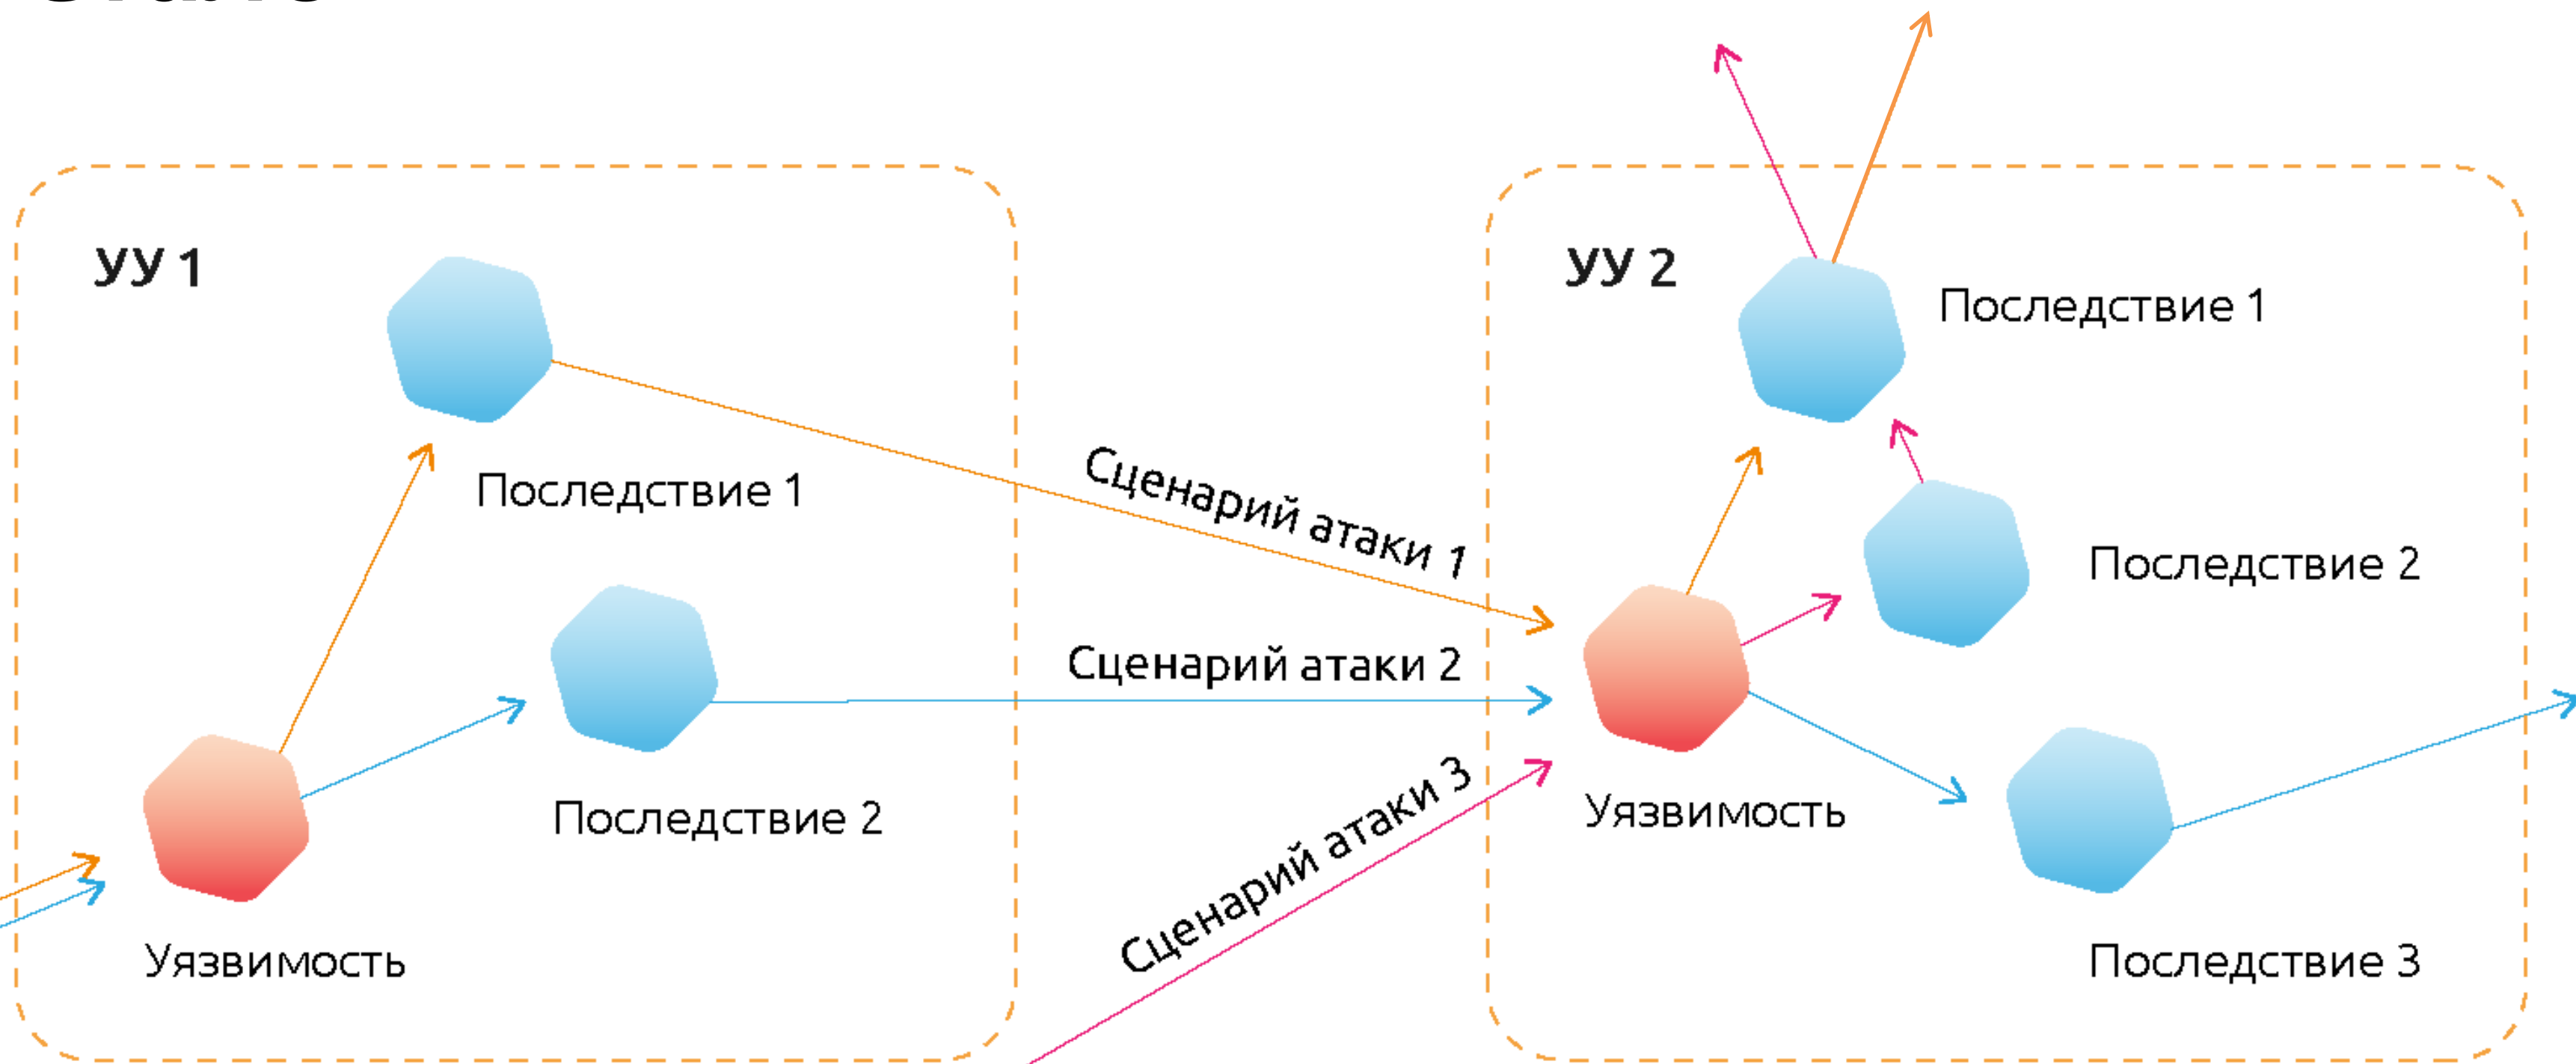 УУ 1
Последствие 1
Последствие 2
Уязвимость
Сценарий атаки 1
Сценарий атаки 2
Сценарий атаки 3
УУ 2
Последствие 1
Последствие 2
Уязвимость
Последствие 3